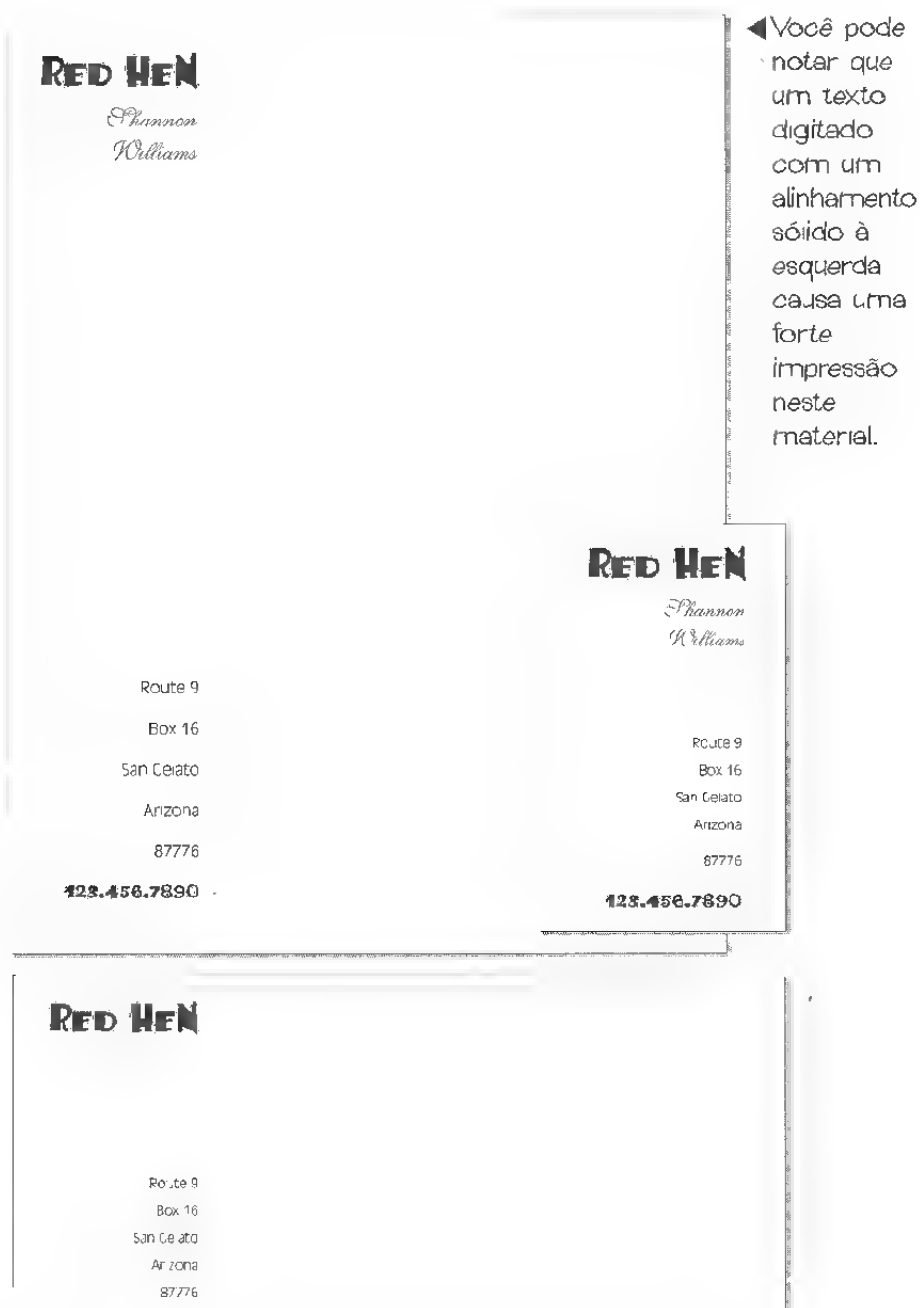 RED HEN
Shannon
Williams
Route 9
Box 16
San Gelato
Arizona
87776
123.456.7890
Você pode
notar que
um texto
digitado
com um
alinhamento
sólido à
esquerda
causa uma
forte
impressão
neste
material.
RED HEN
Shannon
Williams
Route 9
Box 16
San Gelato
Arizona
87776
123.456.7890
RED HEN
Route 9
Box 16
San Gelato
Arizona
87776